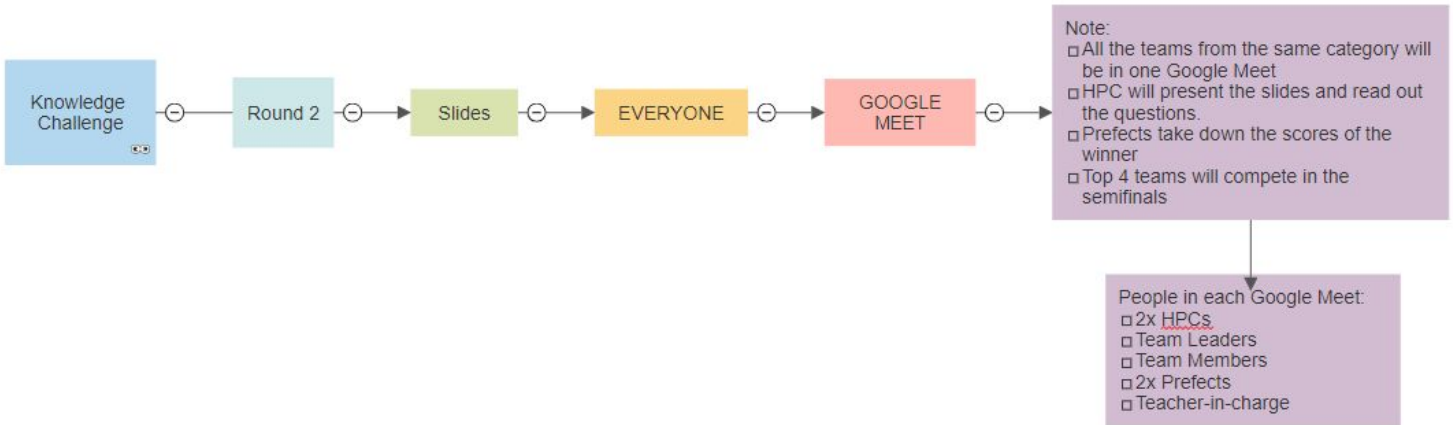 Knowledge
Challenge
Round 2
Slides
EVERYONE
GOOGLE
MEET
Note:
All the teams from the same category will
be in one Google Meet
HPC will present the slides and read out
the questions.
Prefects take down the scores of the
winner
Top 4 teams will compete in the
semifinals
People in each Google Meet:
2x HPCs
Team Leaders
Team Members
2x Prefects
Teacher-in-charge